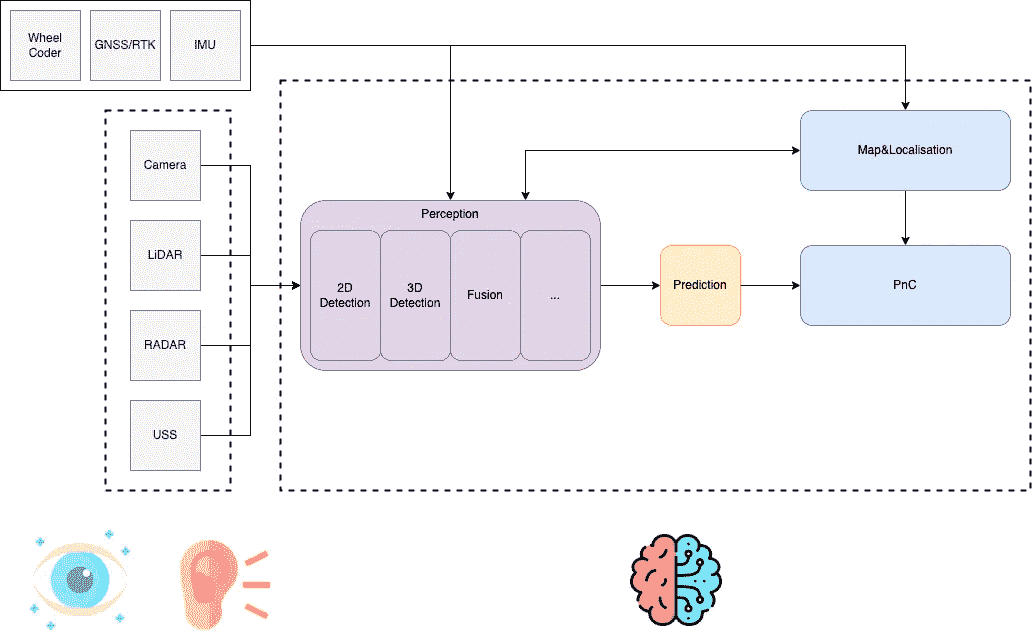 Wheel
Coder
GNSS/RTK
IMU
Camera
LiDAR
RADAR
USS
Perception
2D
Detection
3D
Detection
Fusion
...
Prediction
Map&Localisation
PnC